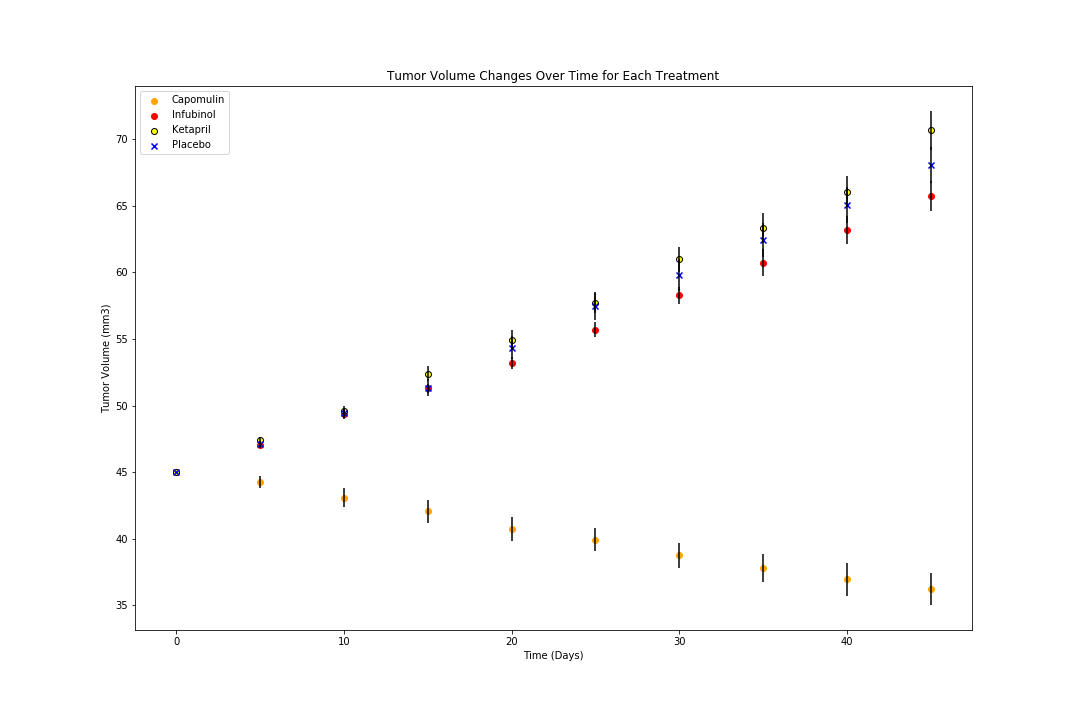 Tumor Volume Changes Over Time for Each Treatment
Capomulin
Infubinol
Ketapril
Placebo
70
65
60
55
50
45
40
35
Tumor Volume (mm3)
0 10 20 30 40
Time (Days)